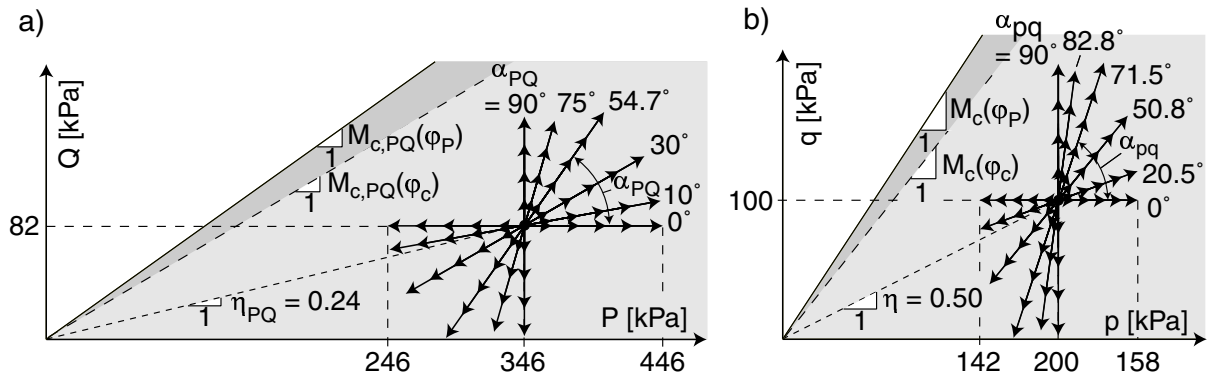 a)
Q [kPa]
α_PQ
= 90° 75° 54.7°
30°
α_PQ
10°
0°
1 M_c,PQ(φ_P)
1 M_c,PQ(φ_c)
82
1 η_PQ = 0.24
P [kPa]
246 346 446
b)
q [kPa]
α_pq
= 90° 82.8°
71.5°
50.8°
α_pq
20.5°
0°
1 M_c(φ_P)
1 M_c(φ_c)
100
1 η = 0.50
p [kPa]
142 200 158